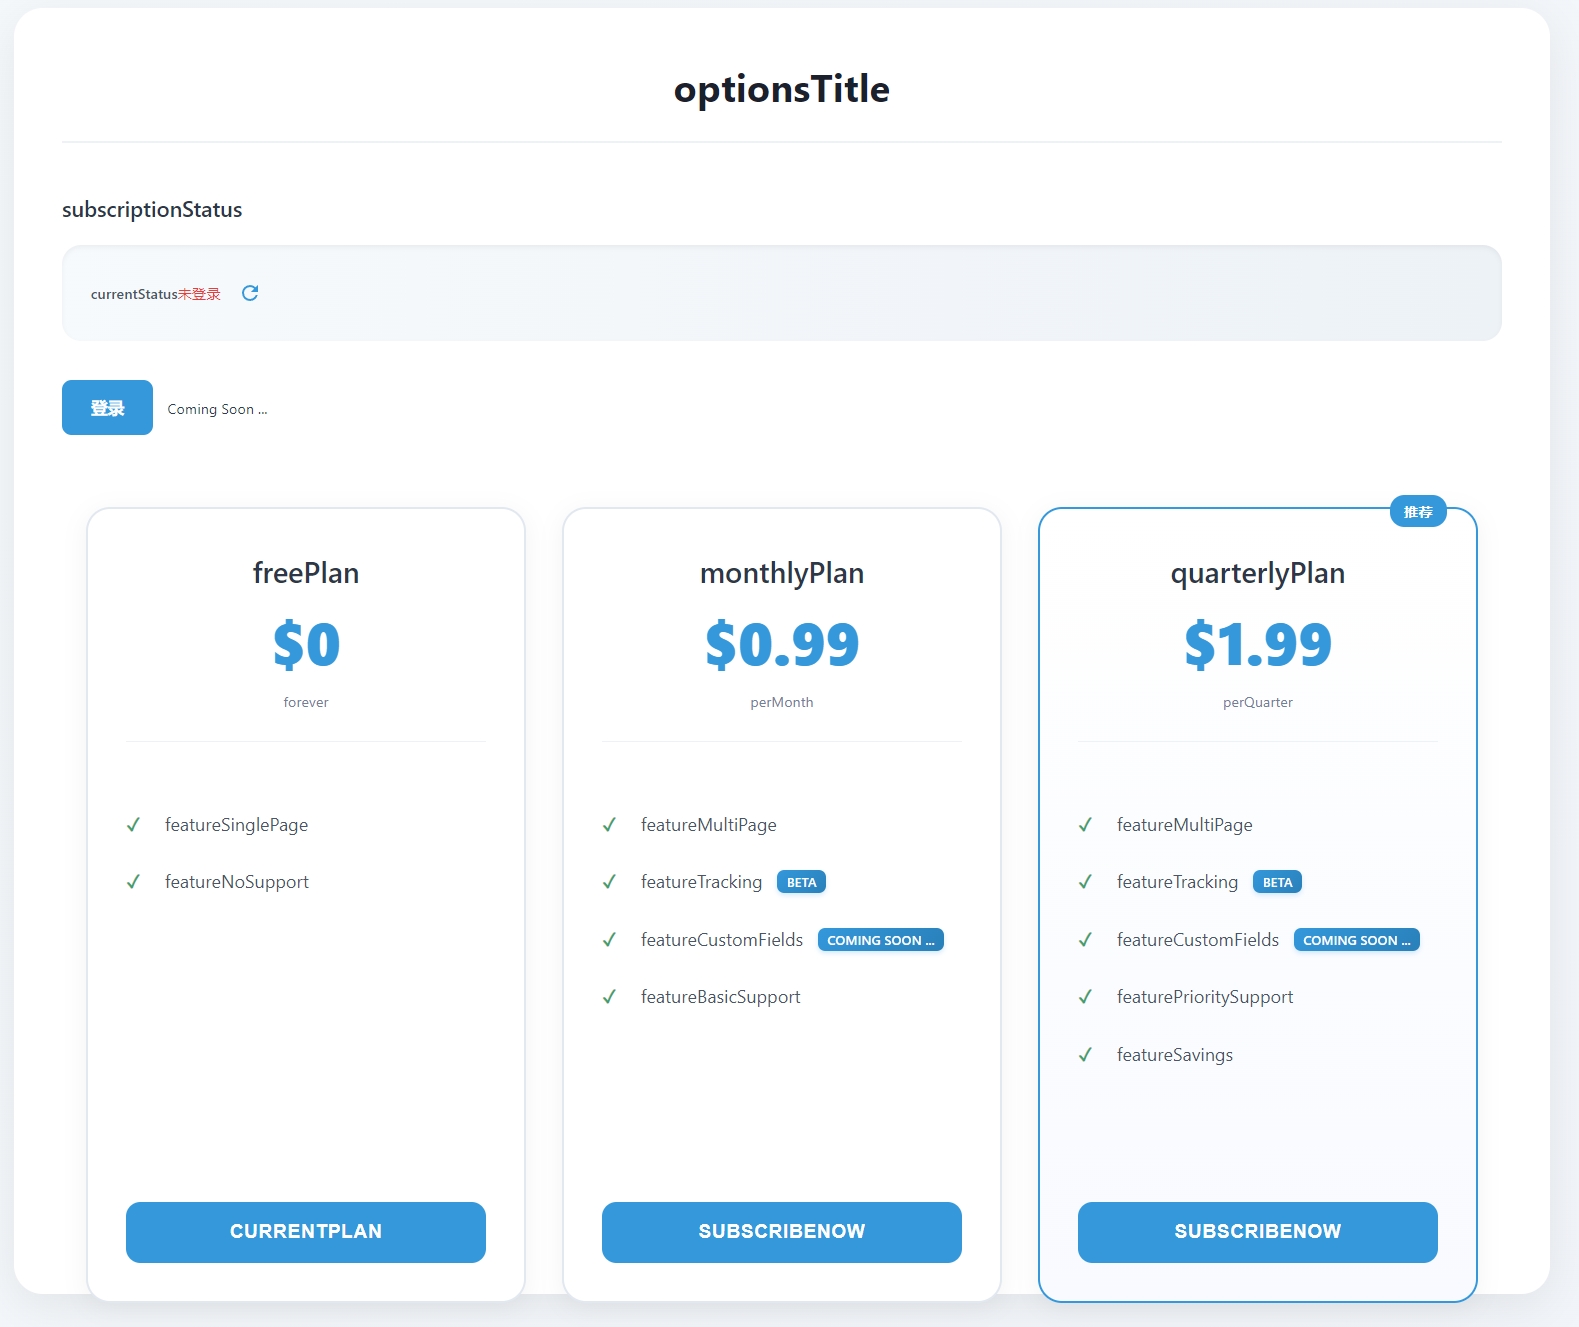 optionsTitle
subscriptionStatus
currentStatus未登录
登录 Coming Soon ...
推荐
freePlan
$0
forever
featureSinglePage
featureNoSupport
CURRENTPLAN
monthlyPlan
$0.99
perMonth
featureMultiPage
featureTracking BETA
featureCustomFields COMING SOON ...
featureBasicSupport
SUBSCRIBENOW
quarterlyPlan
$1.99
perQuarter
featureMultiPage
featureTracking BETA
featureCustomFields COMING SOON ...
featurePrioritySupport
featureSavings
SUBSCRIBENOW